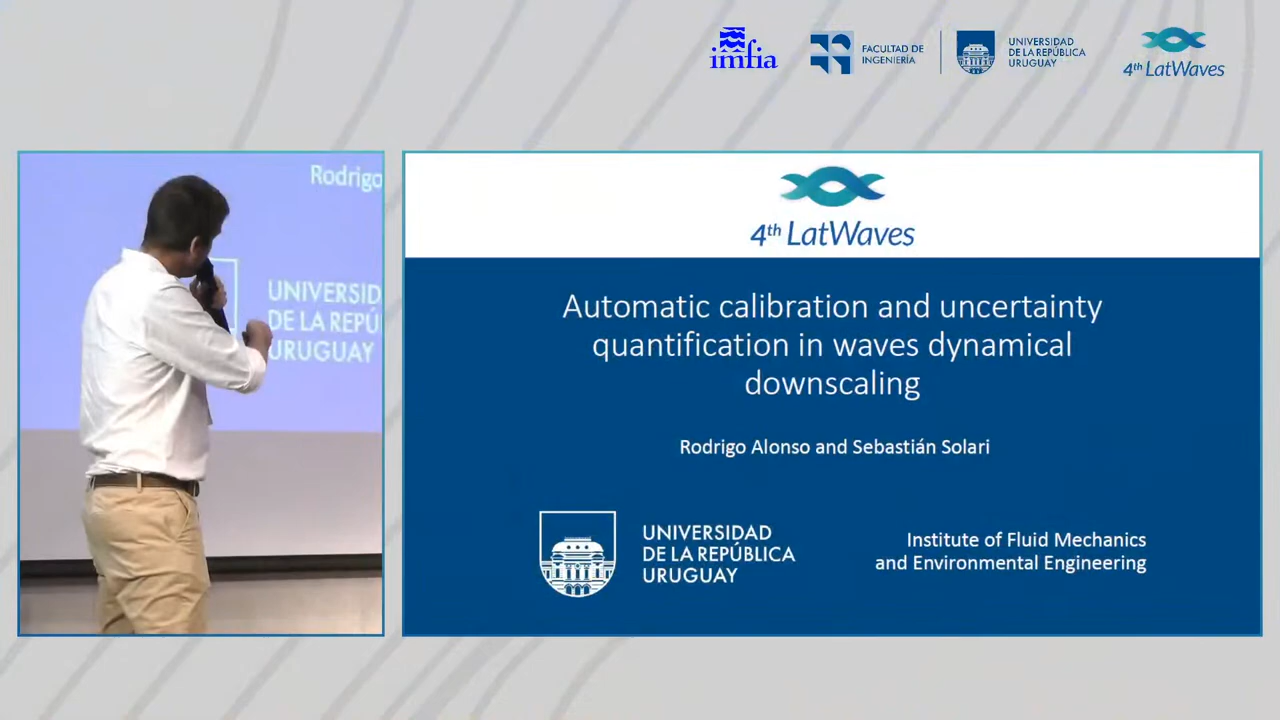 imfia
FACULTAD DE
INGENIERÍA
UNIVERSIDAD
DE LA REPÚBLICA
URUGUAY
4th LatWaves
Rodrigo
UNIVERSID
DE LA REPÚ
URUGUAY
4th LatWaves
Automatic calibration and uncertainty
quantification in waves dynamical
downscaling
Rodrigo Alonso and Sebastián Solari
UNIVERSIDAD
DE LA REPÚBLICA
URUGUAY
Institute of Fluid Mechanics
and Environmental Engineering